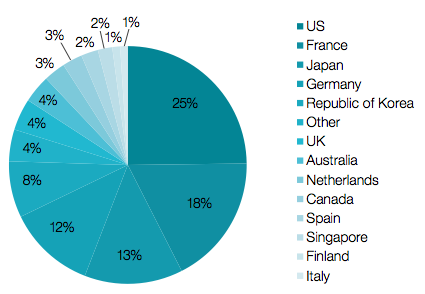 2%
1%
3%
2%
1%
3%
4%
4%
4%
8%
12%
13%
18%
25%
US
France
Japan
Germany
Republic of Korea
Other
UK
Australia
Netherlands
Canada
Spain
Singapore
Finland
Italy